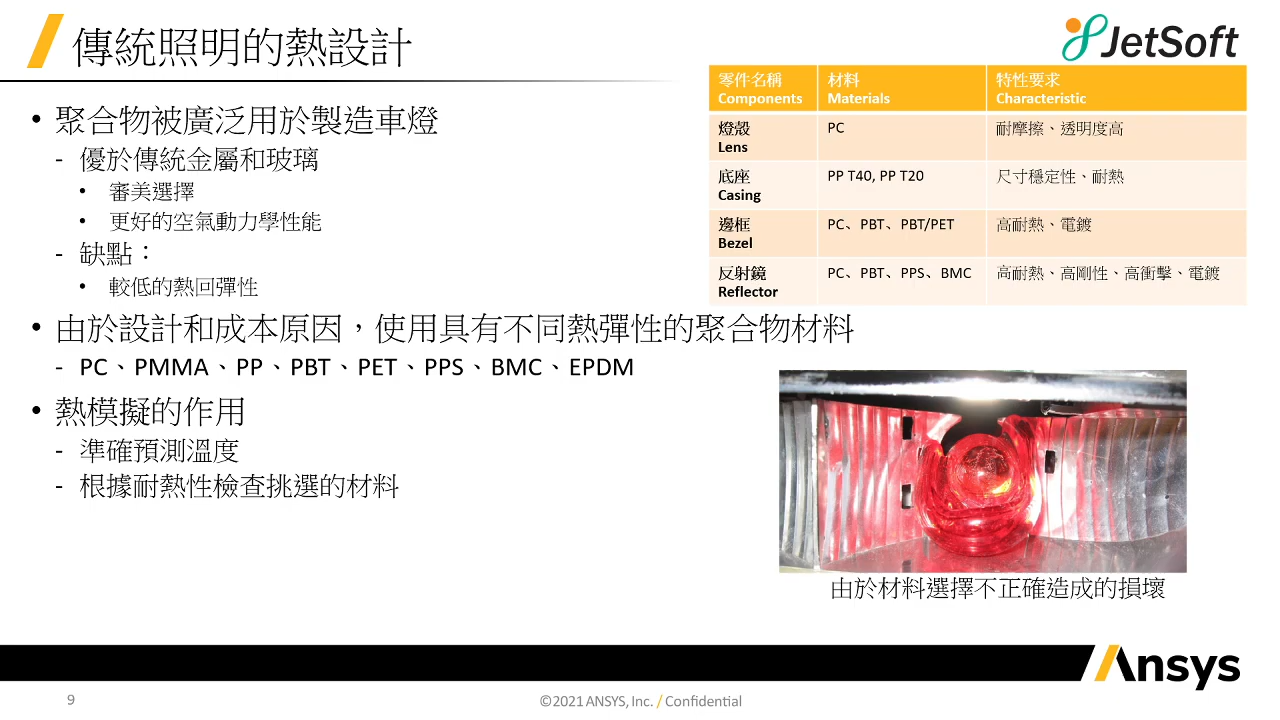 傳統照明的熱設計
JetSoft
• 聚合物被廣泛用於製造車燈
- 優於傳統金屬和玻璃
• 審美選擇
• 更好的空氣動力學性能
- 缺點：
• 較低的熱回彈性
• 由於設計和成本原因，使用具有不同熱彈性的聚合物材料
- PC、PMMA、PP、PBT、PET、PPS、BMC、EPDM
• 熱模擬的作用
- 準確預測溫度
- 根據耐熱性檢查挑選的材料
零件名稱 材料 特性要求
Components Materials Characteristic
燈殼 PC 耐摩擦、透明度高
Lens
底座 PP T40, PP T20 尺寸穩定性、耐熱
Casing
邊框 PC、PBT、PBT/PET 高耐熱、電鍍
Bezel
反射鏡 PC、PBT、PPS、BMC 高耐熱、高剛性、高衝擊、電鍍
Reflector
由於材料選擇不正確造成的損壞
Ansys
9
©2021 ANSYS, Inc. / Confidential